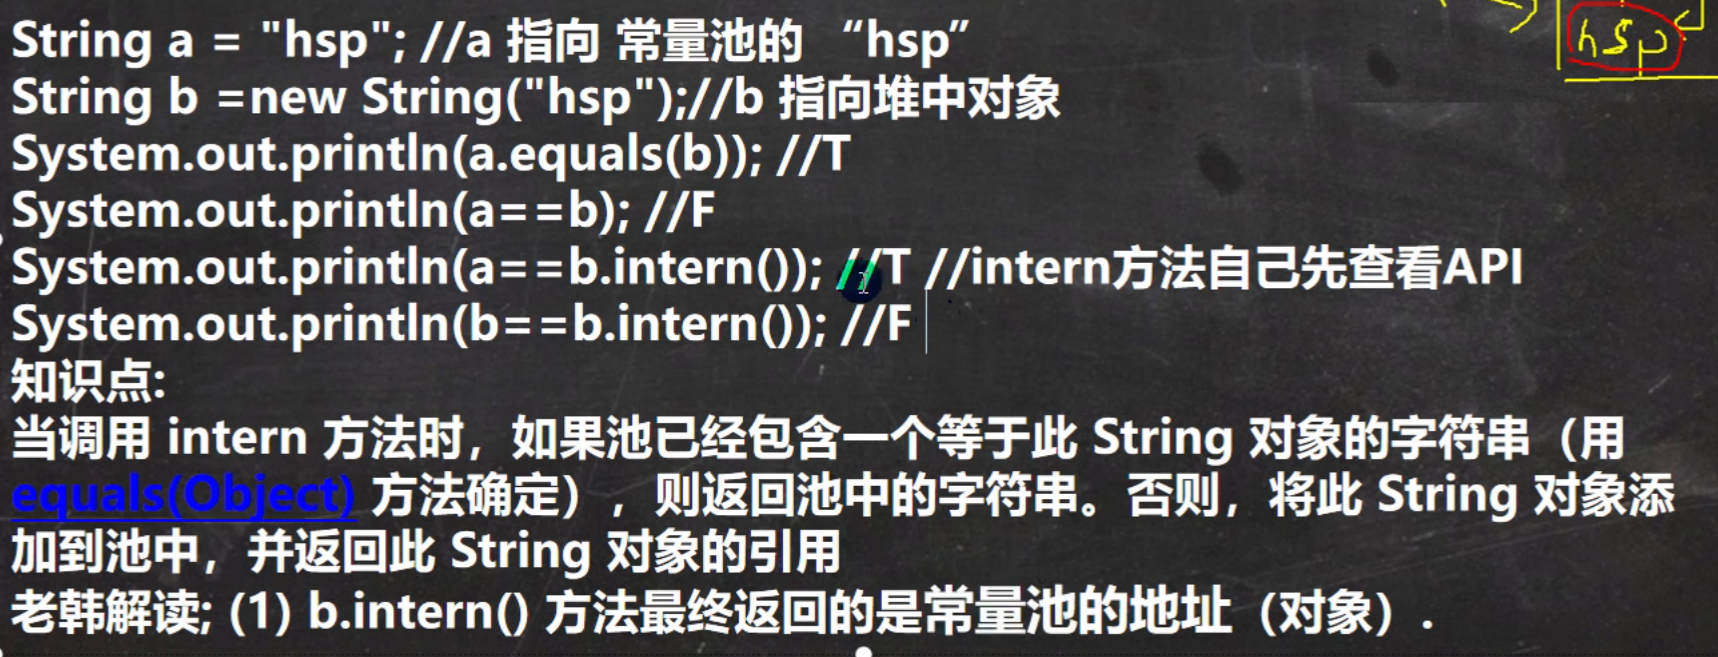 String a = "hsp"; //a 指向 常量池的 “hsp”
String b =new String("hsp");//b 指向堆中对象
System.out.println(a.equals(b)); //T
System.out.println(a==b); //F
System.out.println(a==b.intern()); //T //intern方法自己先查看API
System.out.println(b==b.intern()); //F
知识点:
当调用 intern 方法时，如果池已经包含一个等于此 String 对象的字符串（用
equals(Object) 方法确定），则返回池中的字符串。否则，将此 String 对象添
加到池中，并返回此 String 对象的引用
老韩解读; (1) b.intern() 方法最终返回的是常量池的地址（对象）.
hsp